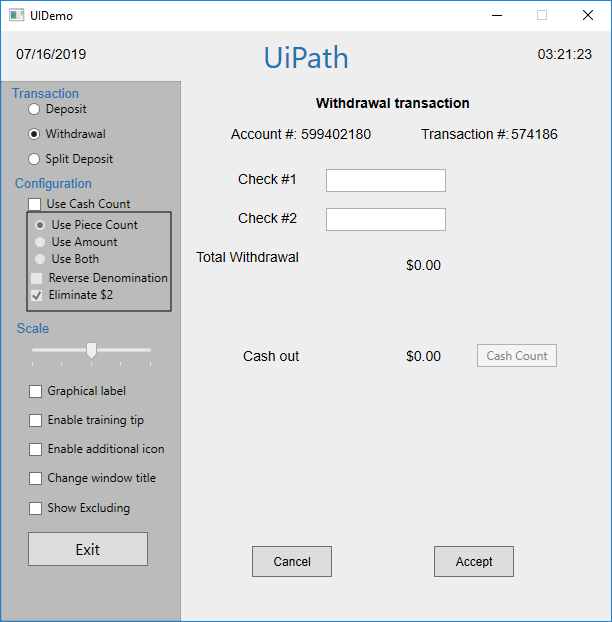 UIDemo
07/16/2019
UiPath
03:21:23
Transaction
Deposit
Withdrawal
Split Deposit
Configuration
Use Cash Count
Use Piece Count
Use Amount
Use Both
Reverse Denomination
Eliminate $2
Scale
Graphical label
Enable training tip
Enable additional icon
Change window title
Show Excluding
Exit
Withdrawal transaction
Account #: 599402180
Transaction #: 574186
Check #1
Check #2
Total Withdrawal
$0.00
Cash out
$0.00
Cash Count
Cancel
Accept